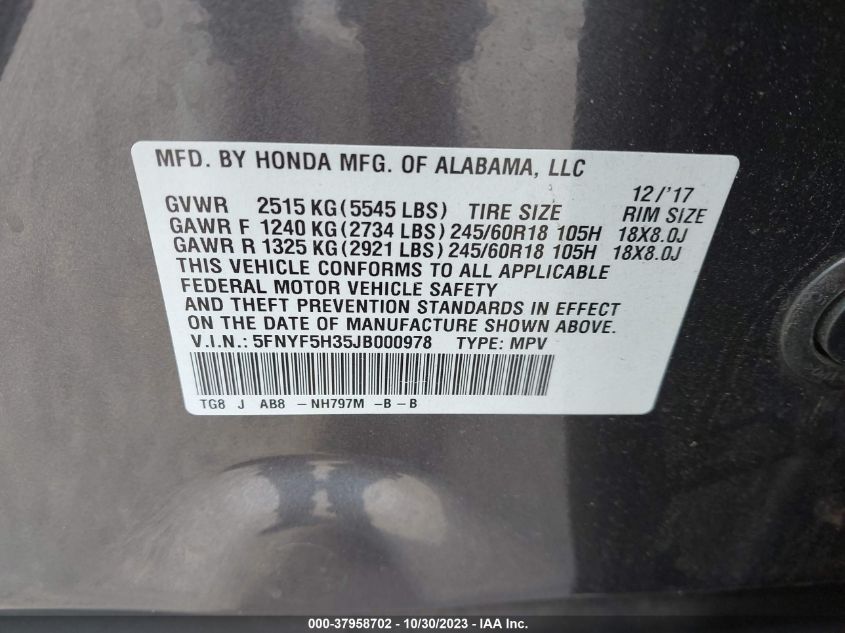 MFD. BY HONDA MFG. OF ALABAMA, LLC
12/'17
GVWR 2515 KG (5545 LBS) TIRE SIZE RIM SIZE
GAWR F 1240 KG (2734 LBS) 245/60R18 105H 18X8.0J
GAWR R 1325 KG (2921 LBS) 245/60R18 105H 18X8.0J
THIS VEHICLE CONFORMS TO ALL APPLICABLE
FEDERAL MOTOR VEHICLE SAFETY
AND THEFT PREVENTION STANDARDS IN EFFECT
ON THE DATE OF MANUFACTURE SHOWN ABOVE.
V.I.N.: 5FNYF5H35JB000978 TYPE: MPV
TG8 J AB8 -NH797M -B-B
000-37958702 - 10/30/2023 - IAA Inc.